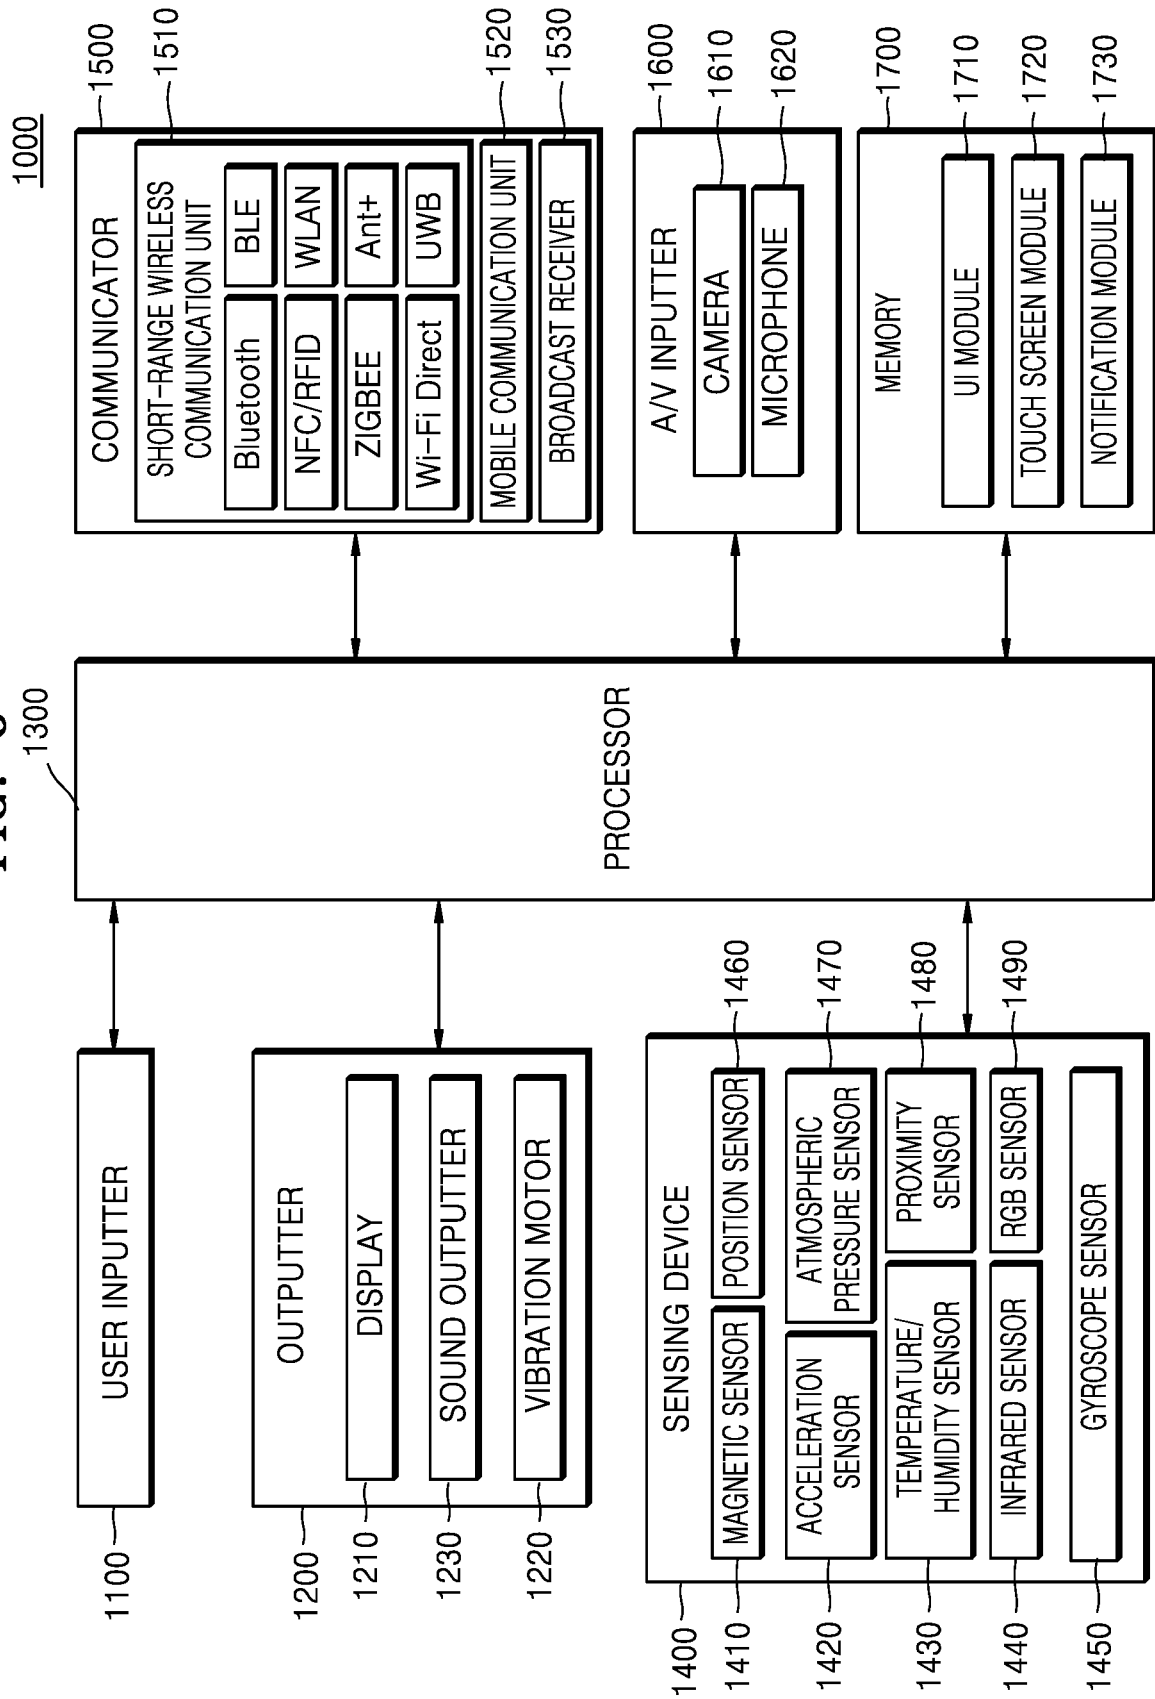 1000
1300
1100
USER INPUTTER
1200
OUTPUTTER
1210
DISPLAY
1230
SOUND OUTPUTTER
1220
VIBRATION MOTOR
1400
SENSING DEVICE
1410
MAGNETIC SENSOR
POSITION SENSOR
1460
1420
ACCELERATION
SENSOR
ATMOSPHERIC
PRESSURE SENSOR
1470
1430
TEMPERATURE/
HUMIDITY SENSOR
PROXIMITY
SENSOR
1480
1440
INFRARED SENSOR
RGB SENSOR
1490
1450
GYROSCOPE SENSOR
PROCESSOR
COMMUNICATOR
1500
SHORT-RANGE WIRELESS
COMMUNICATION UNIT
1510
Bluetooth
BLE
NFC/RFID
WLAN
ZIGBEE
Ant+
Wi-Fi Direct
UWB
MOBILE COMMUNICATION UNIT
1520
BROADCAST RECEIVER
1530
A/V INPUTTER
1600
CAMERA
1610
MICROPHONE
1620
MEMORY
1700
UI MODULE
1710
TOUCH SCREEN MODULE
1720
NOTIFICATION MODULE
1730